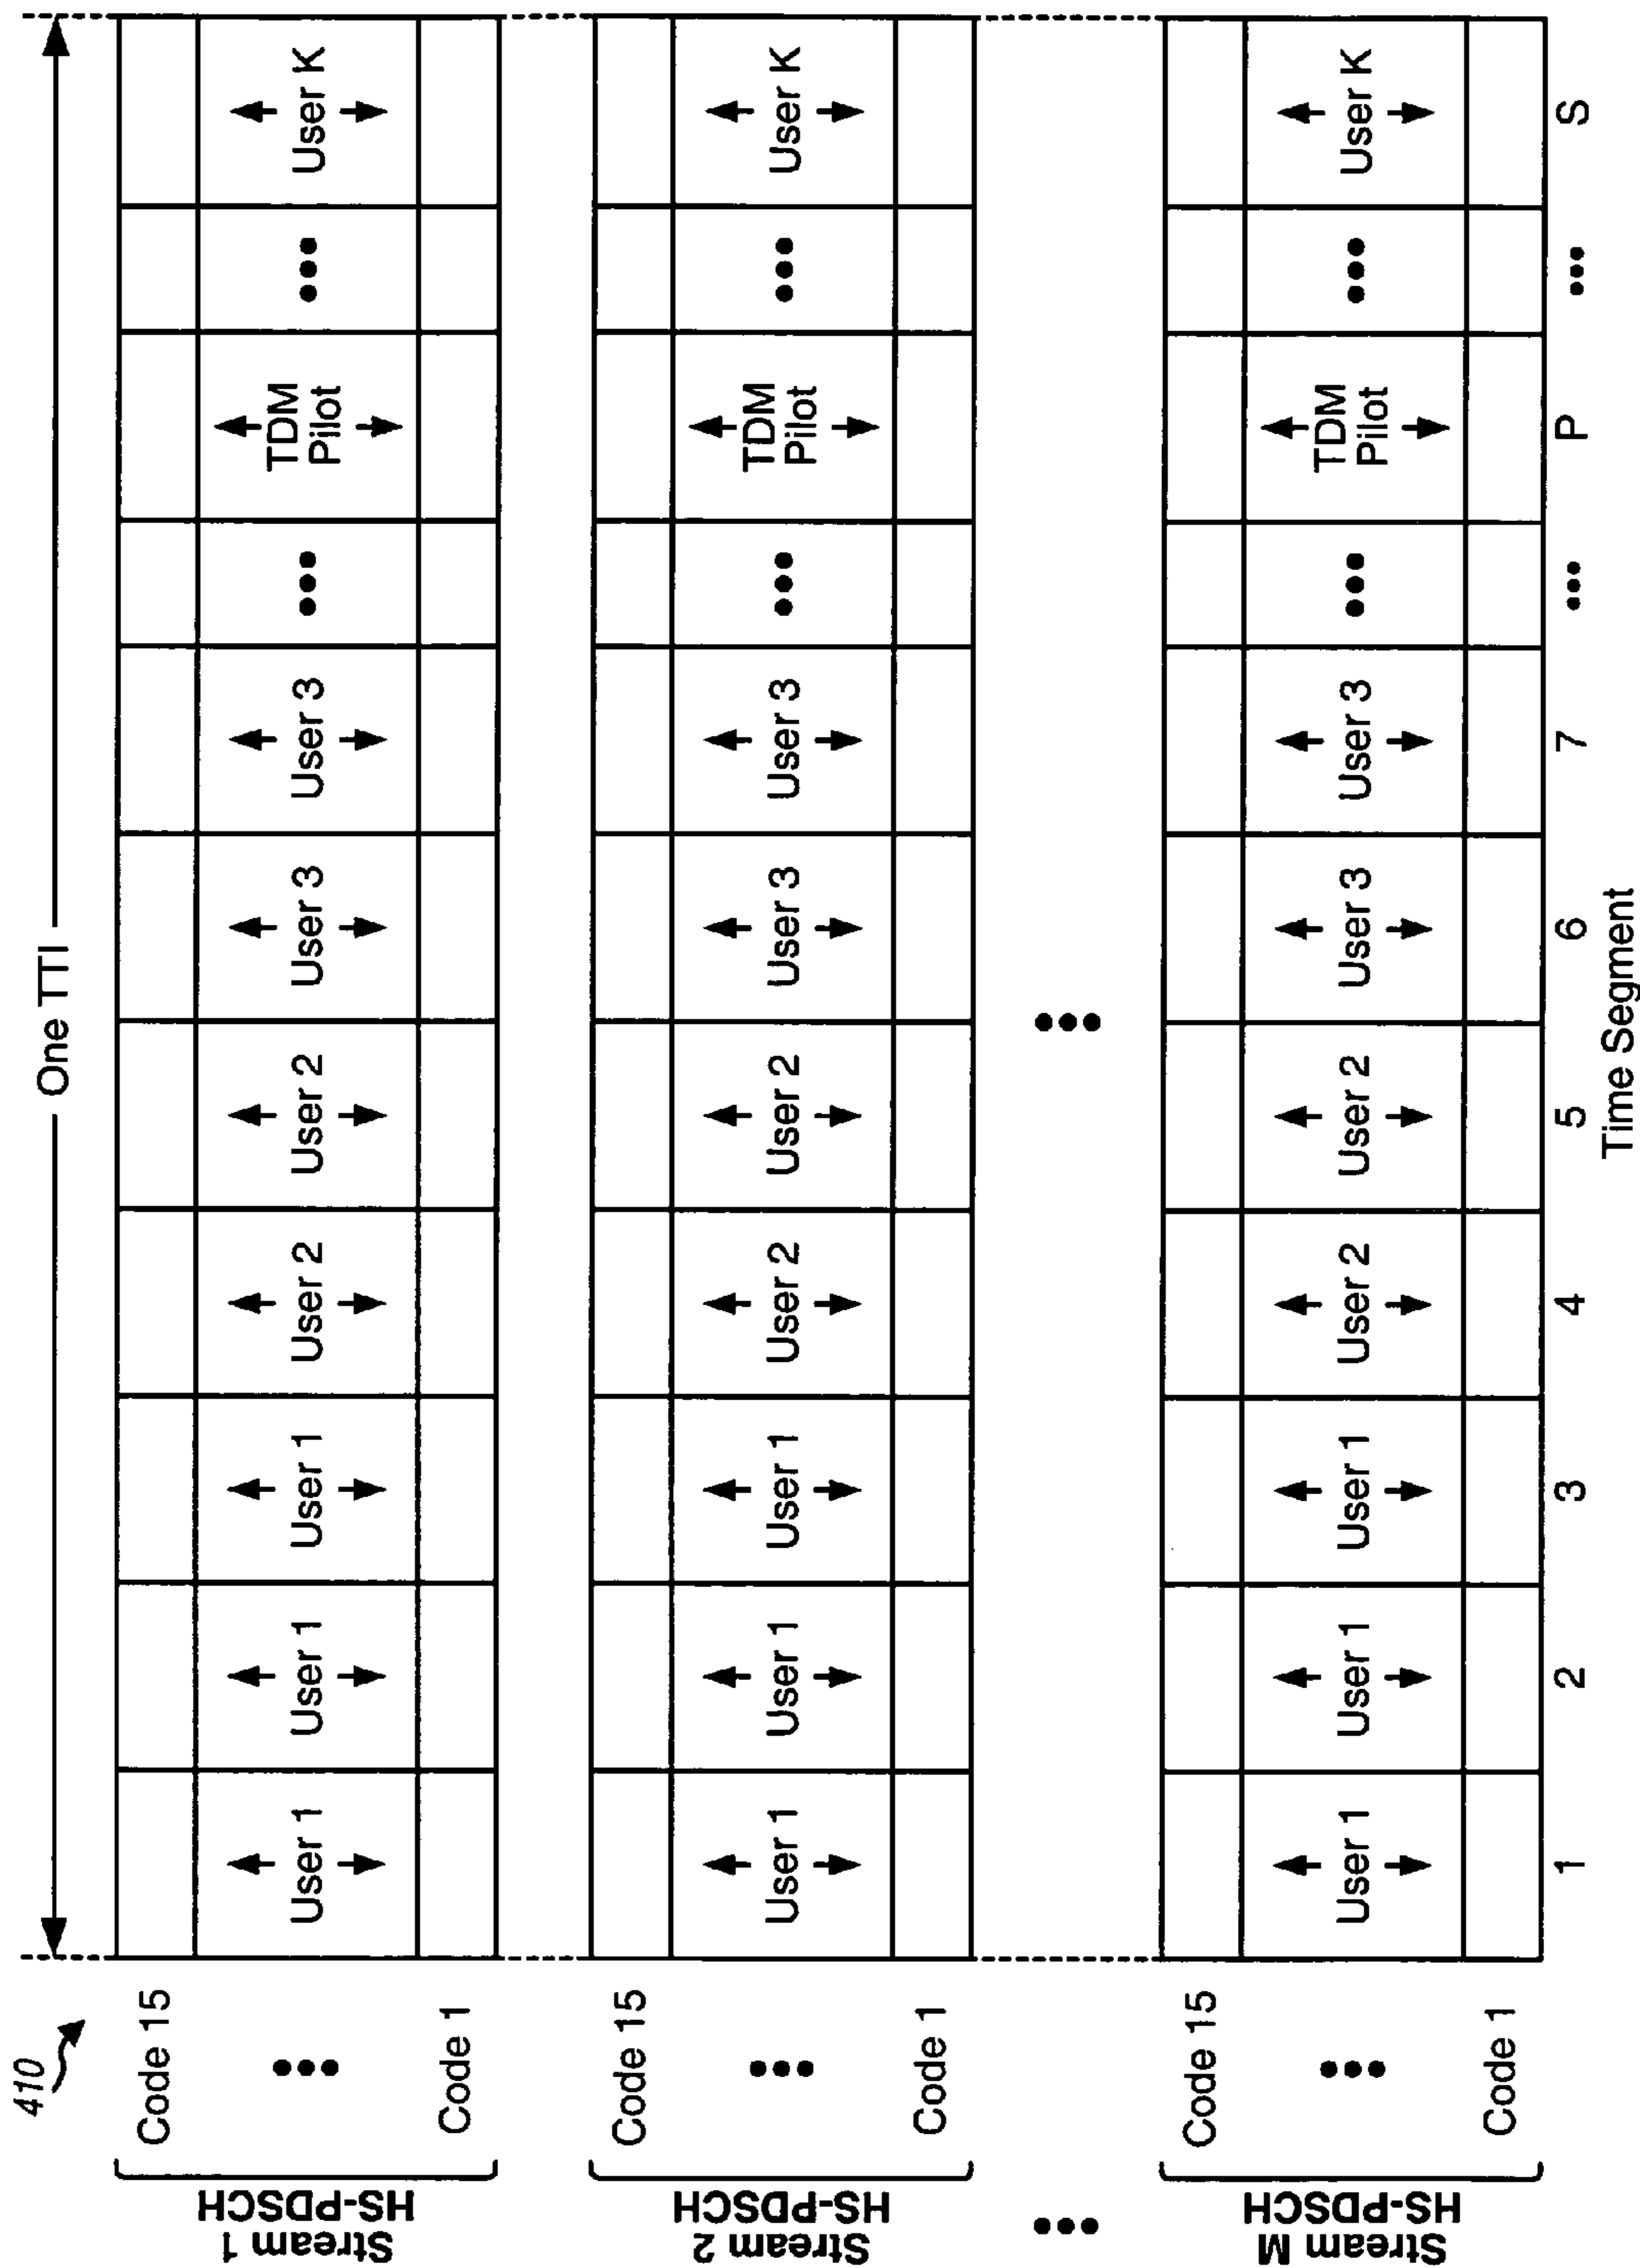 410
One TTI
Stream 1
HS-PDSCH
Code 15
•••
Code 1
User 1 User 1 User 1 User 2 User 2 User 3 User 3 ••• TDM Pilot ••• User K
Stream 2
HS-PDSCH
Code 15
•••
Code 1
User 1 User 1 User 1 User 2 User 2 User 3 User 3 ••• TDM Pilot ••• User K
••• •••
Stream M
HS-PDSCH
Code 15
•••
Code 1
User 1 User 1 User 1 User 2 User 2 User 3 User 3 ••• TDM Pilot ••• User K
1 2 3 4 5 6 7 ••• P ••• S
Time Segment